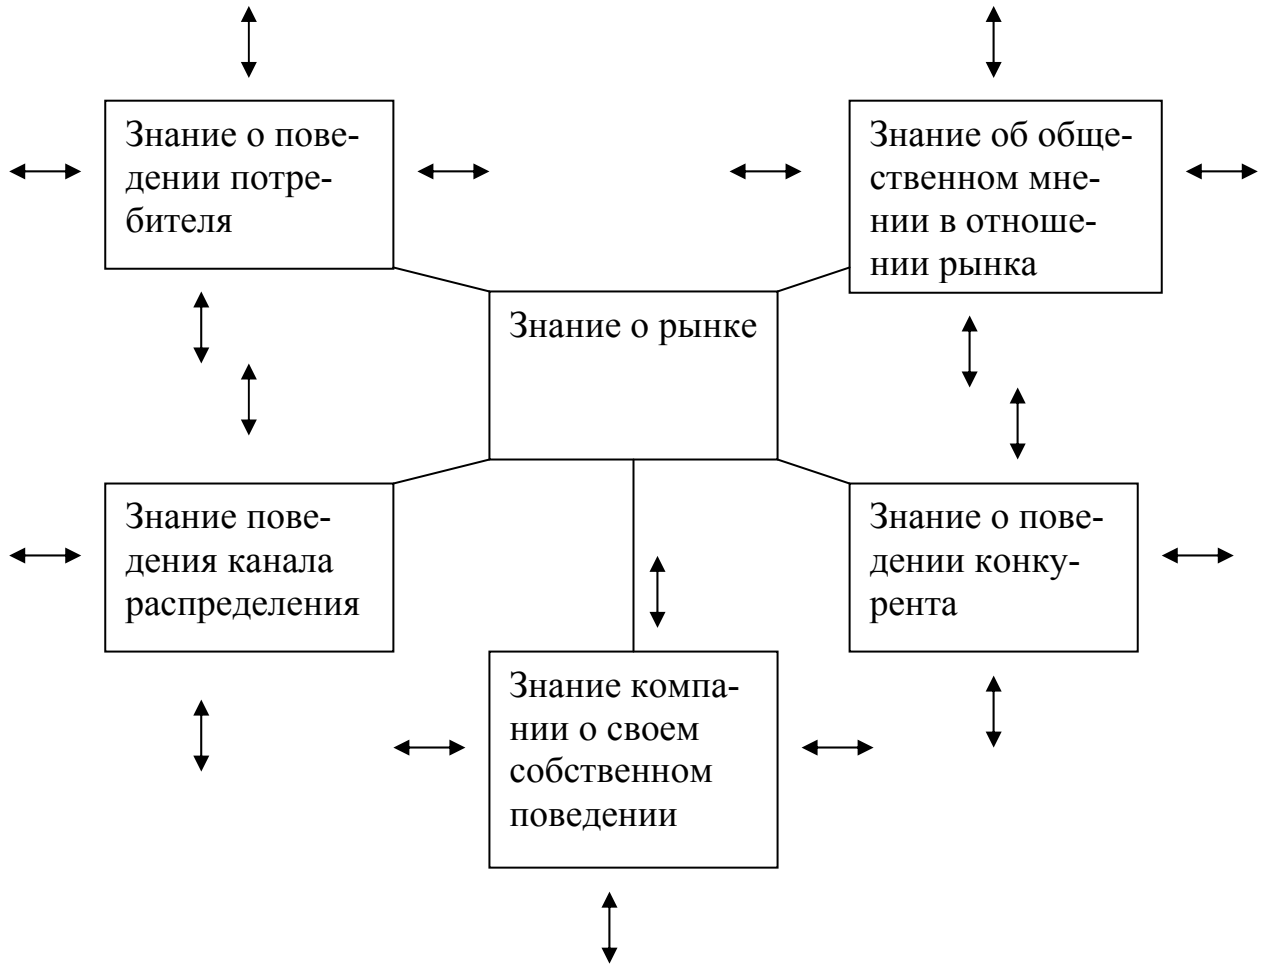 Знание о пове-
дении потре-
бителя
Знание об обще-
ственном мне-
нии в отноше-
нии рынка
Знание о рынке
Знание пове-
дения канала
распределения
Знание о пове-
дении конку-
рента
Знание компа-
нии о своем
собственном
поведении